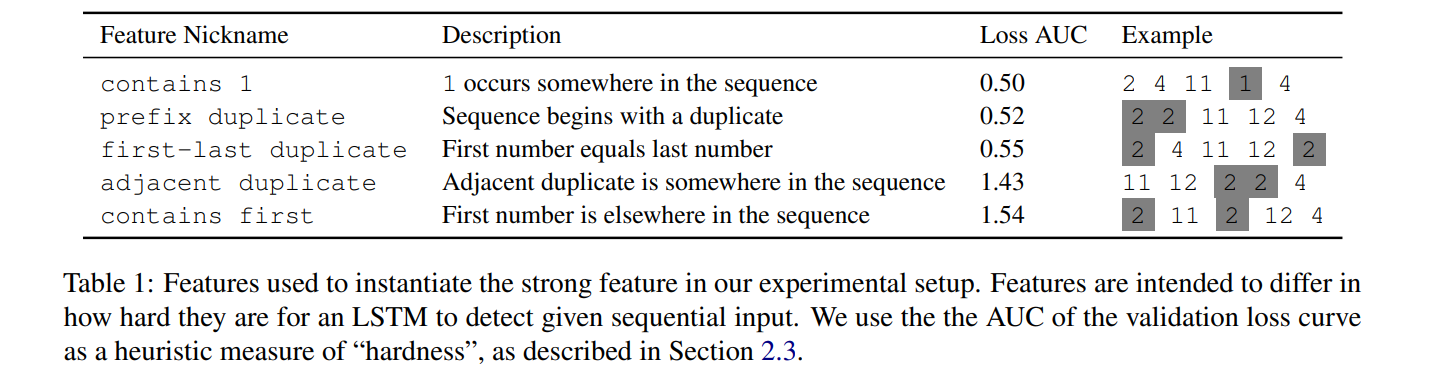 Feature Nickname Description Loss AUC Example
contains 1 1 occurs somewhere in the sequence 0.50 2 4 11 1 4
prefix duplicate Sequence begins with a duplicate 0.52 2 2 11 12 4
first-last duplicate First number equals last number 0.55 2 4 11 12 2
adjacent duplicate Adjacent duplicate is somewhere in the sequence 1.43 11 12 2 2 4
contains first First number is elsewhere in the sequence 1.54 2 11 2 12 4
Table 1: Features used to instantiate the strong feature in our experimental setup. Features are intended to differ in
how hard they are for an LSTM to detect given sequential input. We use the the AUC of the validation loss curve
as a heuristic measure of “hardness”, as described in Section 2.3.